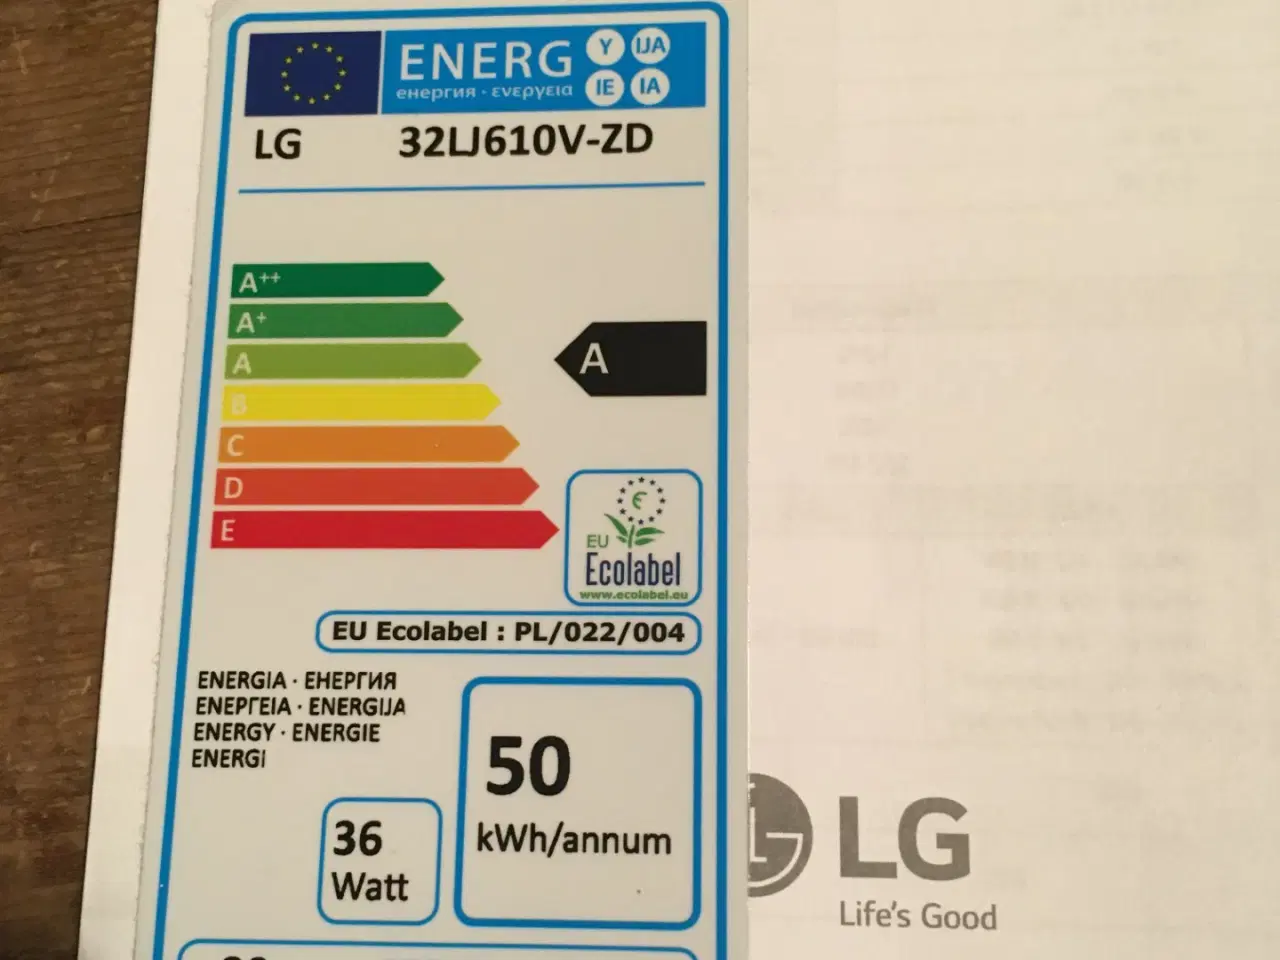 ENERG Y IJA
енергия · ενεργεια IE IA
LG 32LJ610V-ZD
A++
A+
A
A
B
C
D
E
EU
Ecolabel
www.ecolabel.eu
EU Ecolabel : PL/022/004
ENERGIA · ЕНЕРГИЯ
ΕΝΕΡΓΕΙΑ · ENERGIJA
ENERGY · ENERGIE
ENERGI
50
kWh/annum
36
Watt
LG
Life's Good